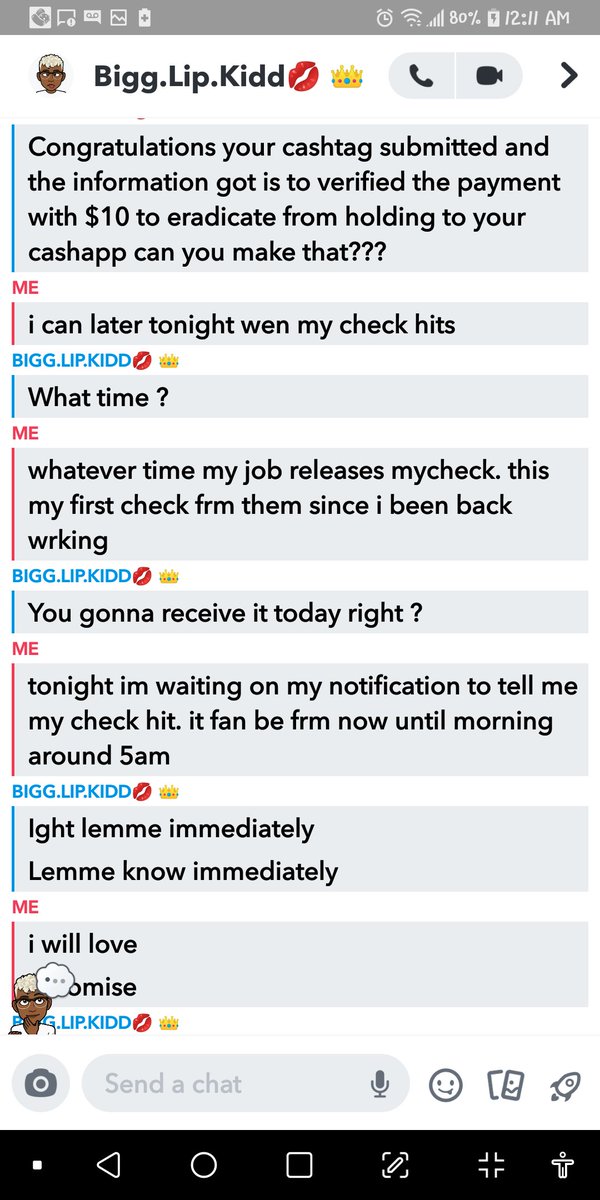 80% 12:11 AM
Bigg.Lip.Kidd💋 👑
Congratulations your cashtag submitted and
the information got is to verified the payment
with $10 to eradicate from holding to your
cashapp can you make that???
ME
i can later tonight wen my check hits
BIGG.LIP.KIDD💋 👑
What time ?
ME
whatever time my job releases mycheck. this
my first check frm them since i been back
wrking
BIGG.LIP.KIDD💋 👑
You gonna receive it today right ?
ME
tonight im waiting on my notification to tell me
my check hit. it fan be frm now until morning
around 5am
BIGG.LIP.KIDD💋 👑
Ight lemme immediately
Lemme know immediately
ME
i will love
omise
G.LIP.KIDD💋 👑
Send a chat